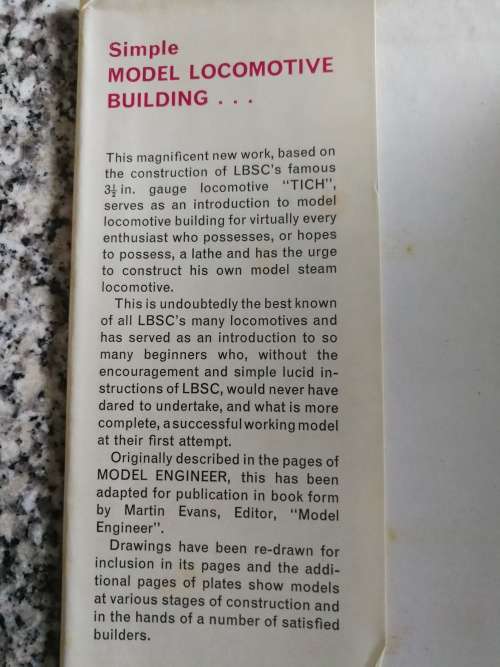 Simple
MODEL LOCOMOTIVE
BUILDING . . .
This magnificent new work, based on
the construction of LBSC's famous
3½ in. gauge locomotive "TICH",
serves as an introduction to model
locomotive building for virtually every
enthusiast who possesses, or hopes
to possess, a lathe and has the urge
to construct his own model steam
locomotive.
This is undoubtedly the best known
of all LBSC's many locomotives and
has served as an introduction to so
many beginners who, without the
encouragement and simple lucid in-
structions of LBSC, would never have
dared to undertake, and what is more
complete, a successful working model
at their first attempt.
Originally described in the pages of
MODEL ENGINEER, this has been
adapted for publication in book form
by Martin Evans, Editor, "Model
Engineer".
Drawings have been re-drawn for
inclusion in its pages and the addi-
tional pages of plates show models
at various stages of construction and
in the hands of a number of satisfied
builders.